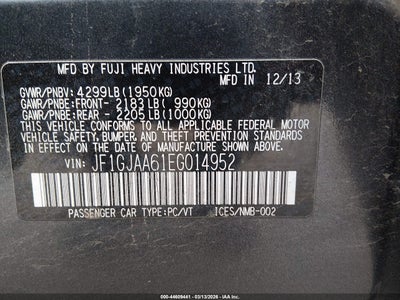 MFD. BY FUJI HEAVY INDUSTRIES LTD.
MFD IN 12/13
GVWR/PNBV: 4299LB(1950KG)
GAWR/PNBE:FRONT- 2183LB( 990KG)
GAWR/PNBE:REAR - 2205LB(1000KG)
THIS VEHICLE CONFORMS TO ALL APPLICABLE
FEDERAL MOTOR VEHICLE SAFETY, BUMPER, AND
THEFT PREVENTION STANDARDS IN EFFECT ON THE
DATE OF MANUFACTURE SHOWN ABOVE.
VIN: JF1GJAA61EG014952
PASSENGER CAR TYPE:PC/VT ICES/NMB-002
000-44609441 - 03/13/2026 - IAA Inc.